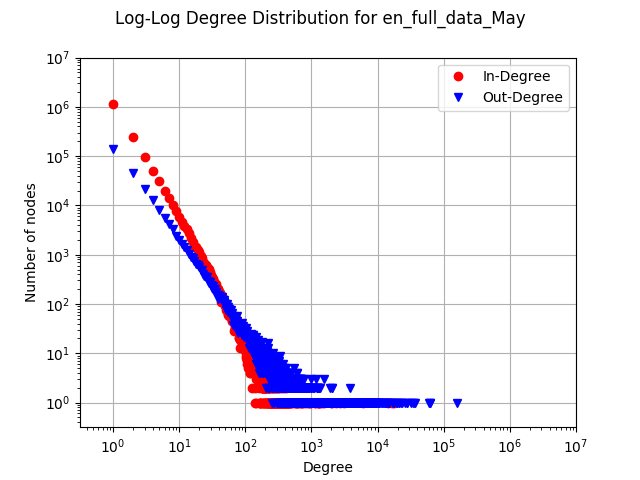 Log-Log Degree Distribution for en_full_data_May
In-Degree
Out-Degree
Number of nodes
10^7
10^6
10^5
10^4
10^3
10^2
10^1
10^0
10^0 10^1 10^2 10^3 10^4 10^5 10^6 10^7
Degree